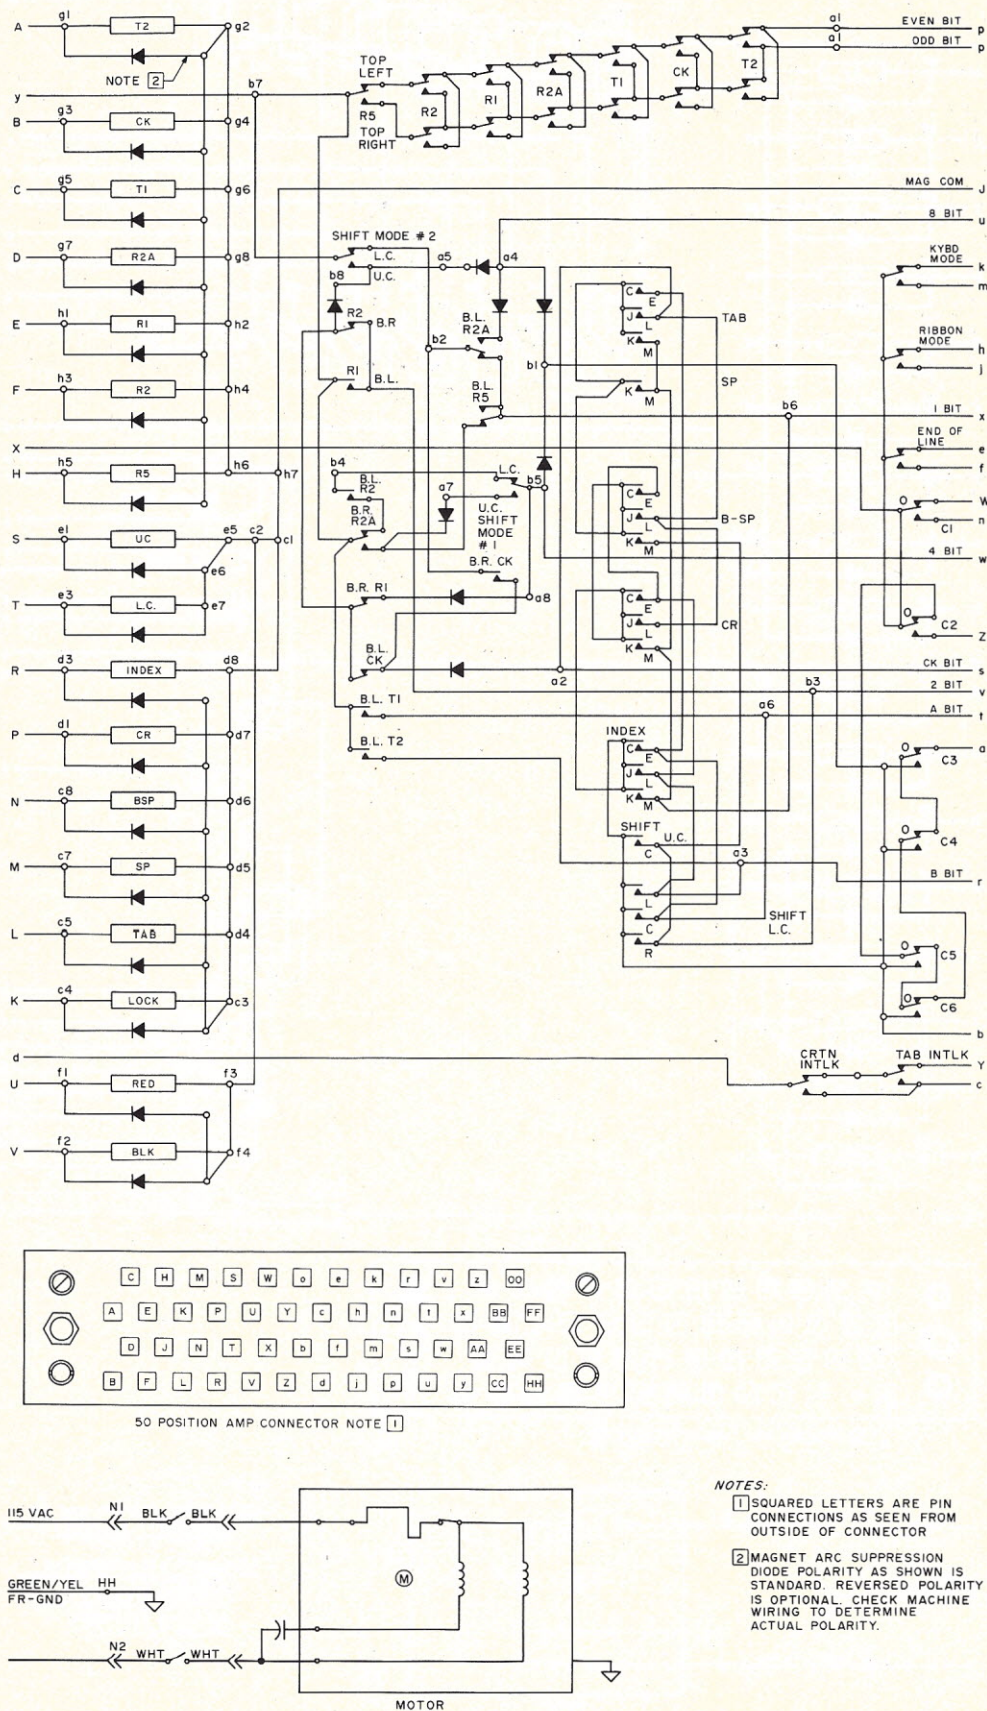 A g1 T2 g2
a1 EVEN BIT p
a1 ODD BIT p
NOTE 2
TOP LEFT
R5
TOP RIGHT
R2 R1 R2A T1 CK T2
y b7
B g3 CK g4
C g5 T1 g6
MAG COM J
8 BIT u
D g7 R2A g8
SHIFT MODE # 2
L.C.
U.C.
a5 a4
b8
KYBD MODE k
m
E h1 R1 h2
R2 B.R
B.L. R2A
b2
b1
C E
J L
K M
TAB
RIBBON MODE h
j
F h3 R2 h4
R1 B.L.
B.L. R5
K M
SP
b6
1 BIT x
X
END OF LINE e
f
H h5 R5 h6 h7
b4
B.L. R2
B.R. R2A
a7
L.C.
b5
U.C. SHIFT MODE # 1
C E
J L
K M
B-SP
O W
C1 n
S e1 UC e5 c2 c1
e6
B.R. CK
4 BIT w
T e3 L.C. e7
B.R. R1
a8
C E
J L
K M
CR
O C2
Z
R d3 INDEX d8
B.L. CK
a2
CK BIT s
b3
2 BIT v
B.L. T1
a6
A BIT t
P d1 CR d7
B.L. T2
INDEX
C E
J L
K M
O a
C3
N c8 BSP d6
SHIFT U.C.
C
O C4
M c7 SP d5
a3
B BIT r
L
C
R
SHIFT L.C.
L c5 TAB d4
O C5
K c4 LOCK c3
O C6
b
d
CRTN INTLK
TAB INTLK
Y
c
U f1 RED f3
V f2 BLK f4
C H M S W o e k r v z OO
A E K P U Y c h n t x BB FF
D J N T X b f m s w AA EE
B F L R V Z d j p u y CC HH
50 POSITION AMP CONNECTOR NOTE 1
115 VAC N1 BLK BLK
M
GREEN/YEL HH
FR-GND
N2 WHT WHT
MOTOR
NOTES:
1 SQUARED LETTERS ARE PIN
CONNECTIONS AS SEEN FROM
OUTSIDE OF CONNECTOR
2 MAGNET ARC SUPPRESSION
DIODE POLARITY AS SHOWN IS
STANDARD. REVERSED POLARITY
IS OPTIONAL. CHECK MACHINE
WIRING TO DETERMINE
ACTUAL POLARITY.